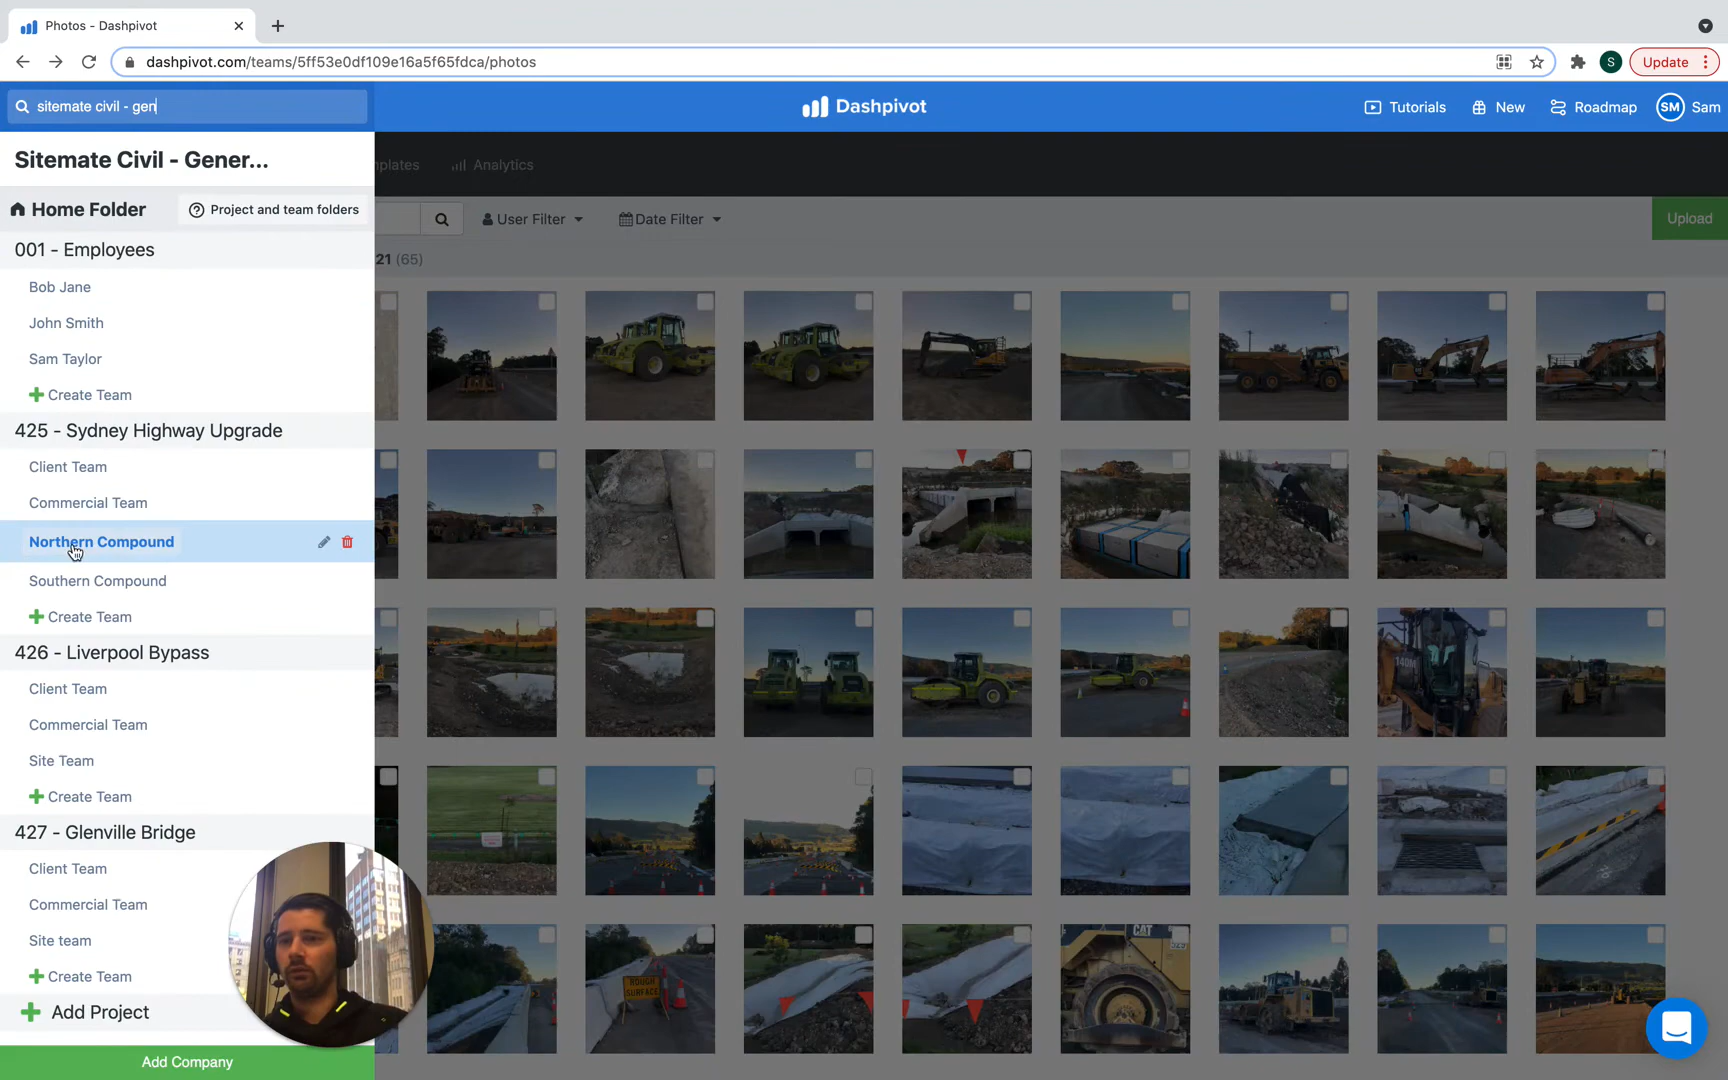 Photos - Dashpivot
dashpivot.com/teams/5ff53e0df109e16a5f65fdca/photos
S
Update
sitemate civil - gen
Dashpivot
Tutorials
New
Roadmap
SM
Sam
Sitemate Civil - Gener...
plates
Analytics
Home Folder
Project and team folders
User Filter
Date Filter
Upload
21 (65)
001 - Employees
Bob Jane
John Smith
Sam Taylor
Create Team
425 - Sydney Highway Upgrade
Client Team
Commercial Team
Northern Compound
Southern Compound
Create Team
426 - Liverpool Bypass
Client Team
Commercial Team
Site Team
Create Team
427 - Glenville Bridge
Client Team
Commercial Team
Site team
Create Team
Add Project
Add Company
140M
ROUGH
SURFACE
CAT